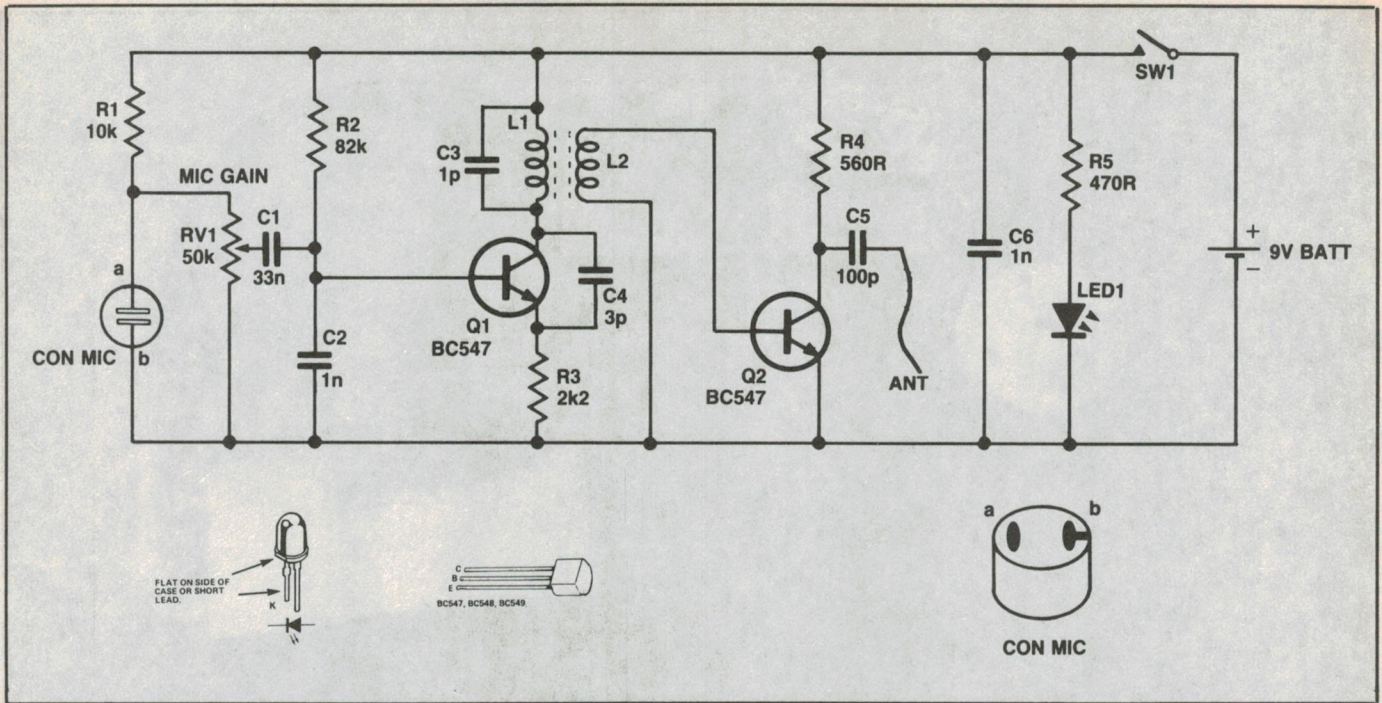 SW1
R1
10k
R2
82k
L1
C3
1p
L2
R4
560R
R5
470R
MIC GAIN
C1
RV1
50k
33n
a
C5
100p
C6
1n
+
9V BATT
−
C4
3p
LED1
CON MIC
b
C2
1n
Q1
BC547
R3
2k2
Q2
BC547
ANT
FLAT ON SIDE OF
CASE OR SHORT
LEAD.
K
C
B
E
BC547, BC548, BC549.
a
b
CON MIC